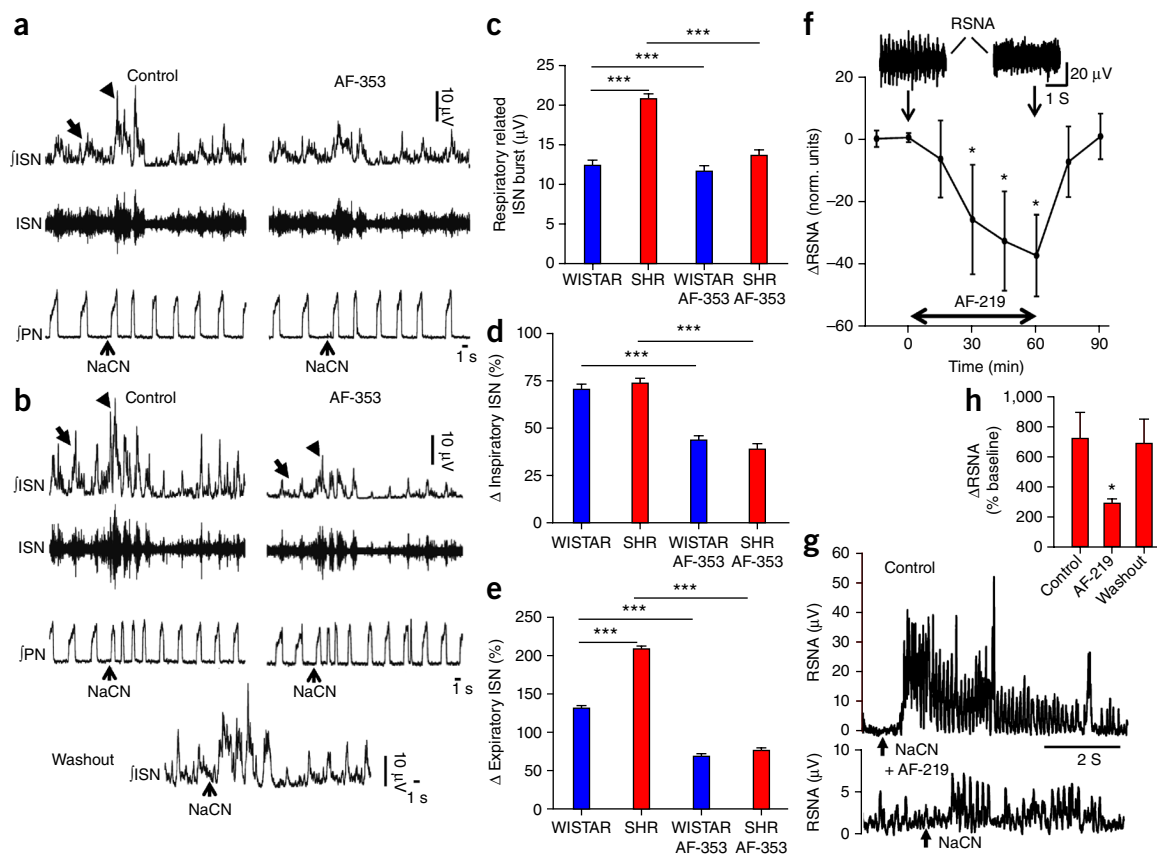 a
Control
AF-353
10 µV
∫ISN
ISN
∫PN
NaCN
NaCN
1 s
b
Control
AF-353
10 µV
∫ISN
ISN
∫PN
NaCN
NaCN
1 s
Washout
∫ISN
NaCN
10 µV
1 s
c
***
***
***
25
20
15
10
5
0
Respiratory related
ISN burst (µV)
WISTAR
SHR
WISTAR
AF-353
SHR
AF-353
d
***
***
100
75
50
25
0
Δ Inspiratory ISN (%)
WISTAR
SHR
WISTAR
AF-353
SHR
AF-353
e
***
***
***
250
200
150
100
50
0
Δ Expiratory ISN (%)
WISTAR
SHR
WISTAR
AF-353
SHR
AF-353
f
RSNA
20 µV
1 S
20
0
–20
–40
–60
ΔRSNA (norm. units)
*
*
*
AF-219
0
30
60
90
Time (min)
h
1,000
800
600
400
200
0
ΔRSNA
(% baseline)
*
Control
AF-219
Washout
g
Control
60
50
40
30
20
10
0
RSNA (µV)
NaCN
+ AF-219
2 S
10
5
0
RSNA (µV)
NaCN